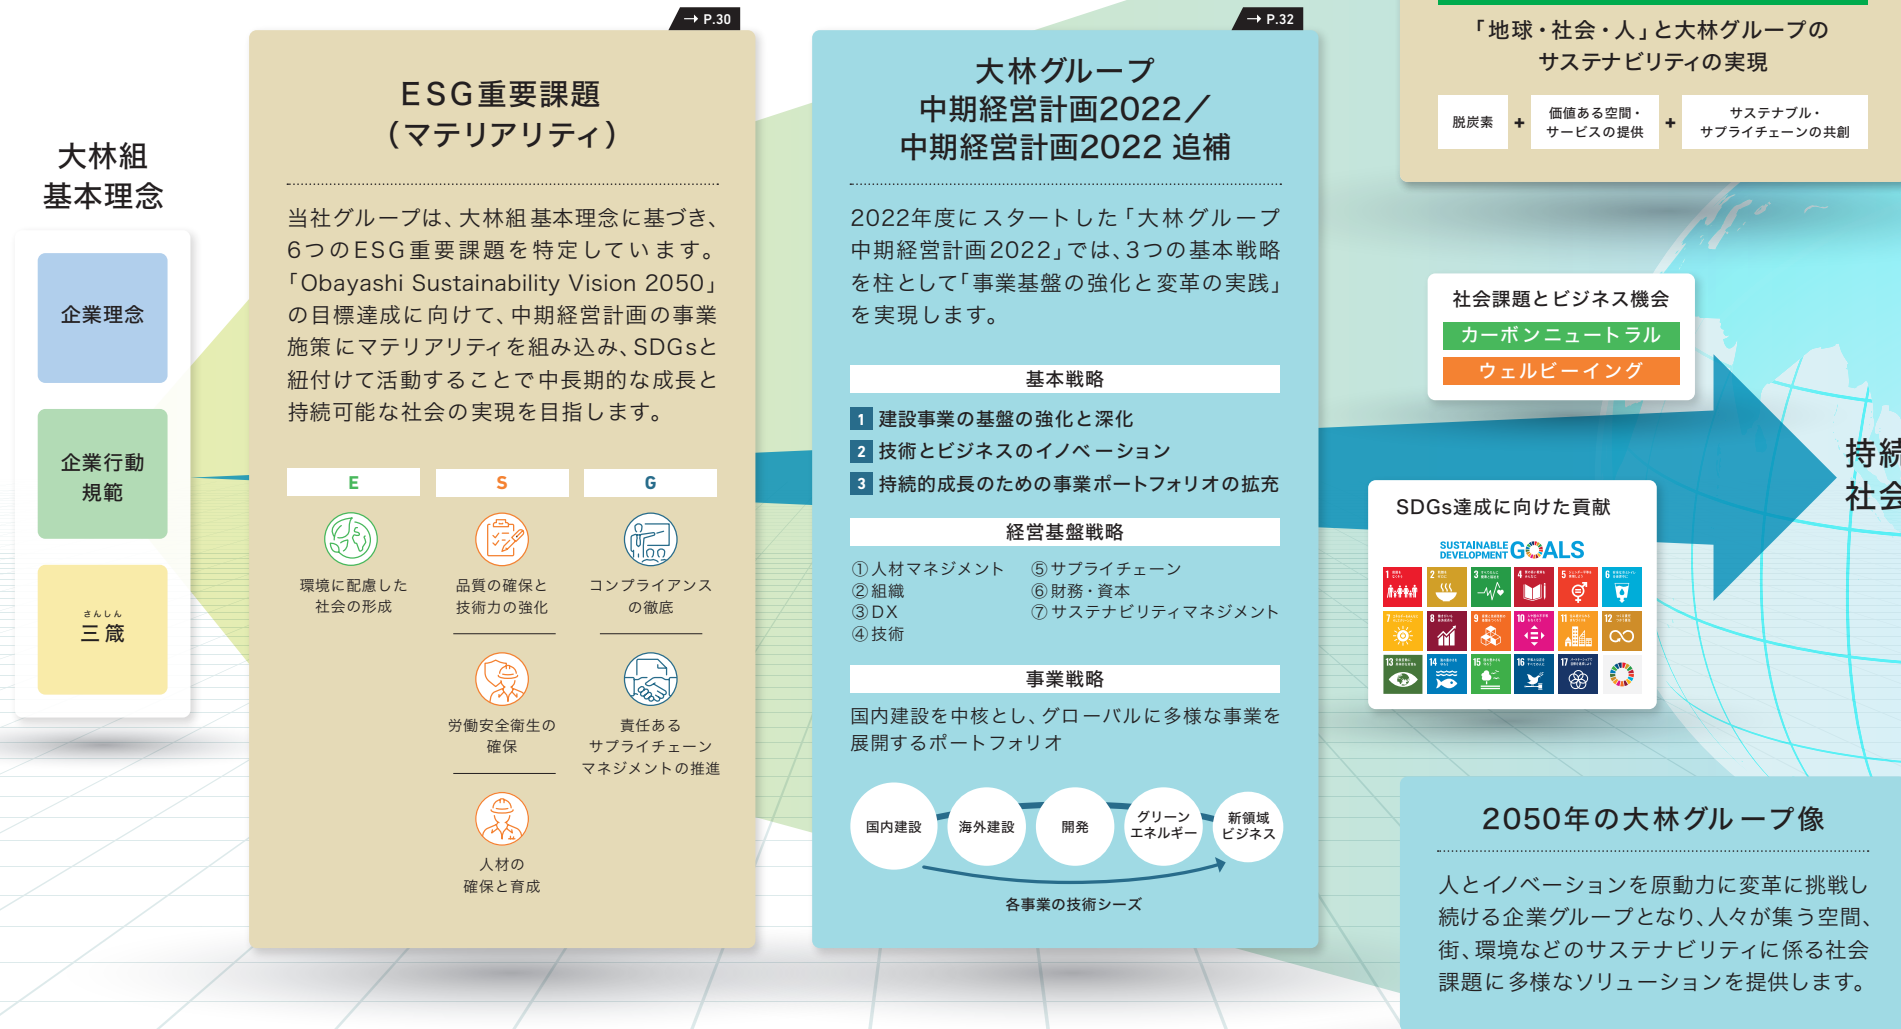 大林組
基本理念
企業理念
企業行動
規範
さんしん
三箴
→ P.30
ESG重要課題
（マテリアリティ）
当社グループは、大林組基本理念に基づき、
6つのESG重要課題を特定しています。
「Obayashi Sustainability Vision 2050」
の目標達成に向けて、中期経営計画の事業
施策にマテリアリティを組み込み、SDGsと
紐付けて活動することで中長期的な成長と
持続可能な社会の実現を目指します。
E
環境に配慮した
社会の形成
S
品質の確保と
技術力の強化
労働安全衛生の
確保
人材の
確保と育成
G
コンプライアンス
の徹底
責任ある
サプライチェーン
マネジメントの推進
→ P.32
大林グループ
中期経営計画2022／
中期経営計画2022 追補
2022年度にスタートした「大林グループ
中期経営計画2022」では、3つの基本戦略
を柱として「事業基盤の強化と変革の実践」
を実現します。
基本戦略
1 建設事業の基盤の強化と深化
2 技術とビジネスのイノベーション
3 持続的成長のための事業ポートフォリオの拡充
経営基盤戦略
①人材マネジメント
②組織
③DX
④技術
⑤サプライチェーン
⑥財務・資本
⑦サステナビリティマネジメント
事業戦略
国内建設を中核とし、グローバルに多様な事業を
展開するポートフォリオ
国内建設
海外建設
開発
グリーン
エネルギー
新領域
ビジネス
各事業の技術シーズ
「地球・社会・人」と大林グループの
サステナビリティの実現
脱炭素
+
価値ある空間・
サービスの提供
+
サステナブル・
サプライチェーンの共創
社会課題とビジネス機会
カーボンニュートラル
ウェルビーイング
持続
社会
SDGs達成に向けた貢献
SUSTAINABLE
DEVELOPMENT GOALS
1
2
3
4
5
6
7
8
9
10
11
12
13
14
15
16
17
2050年の大林グループ像
人とイノベーションを原動力に変革に挑戦し
続ける企業グループとなり、人々が集う空間、
街、環境などのサステナビリティに係る社会
課題に多様なソリューションを提供します。